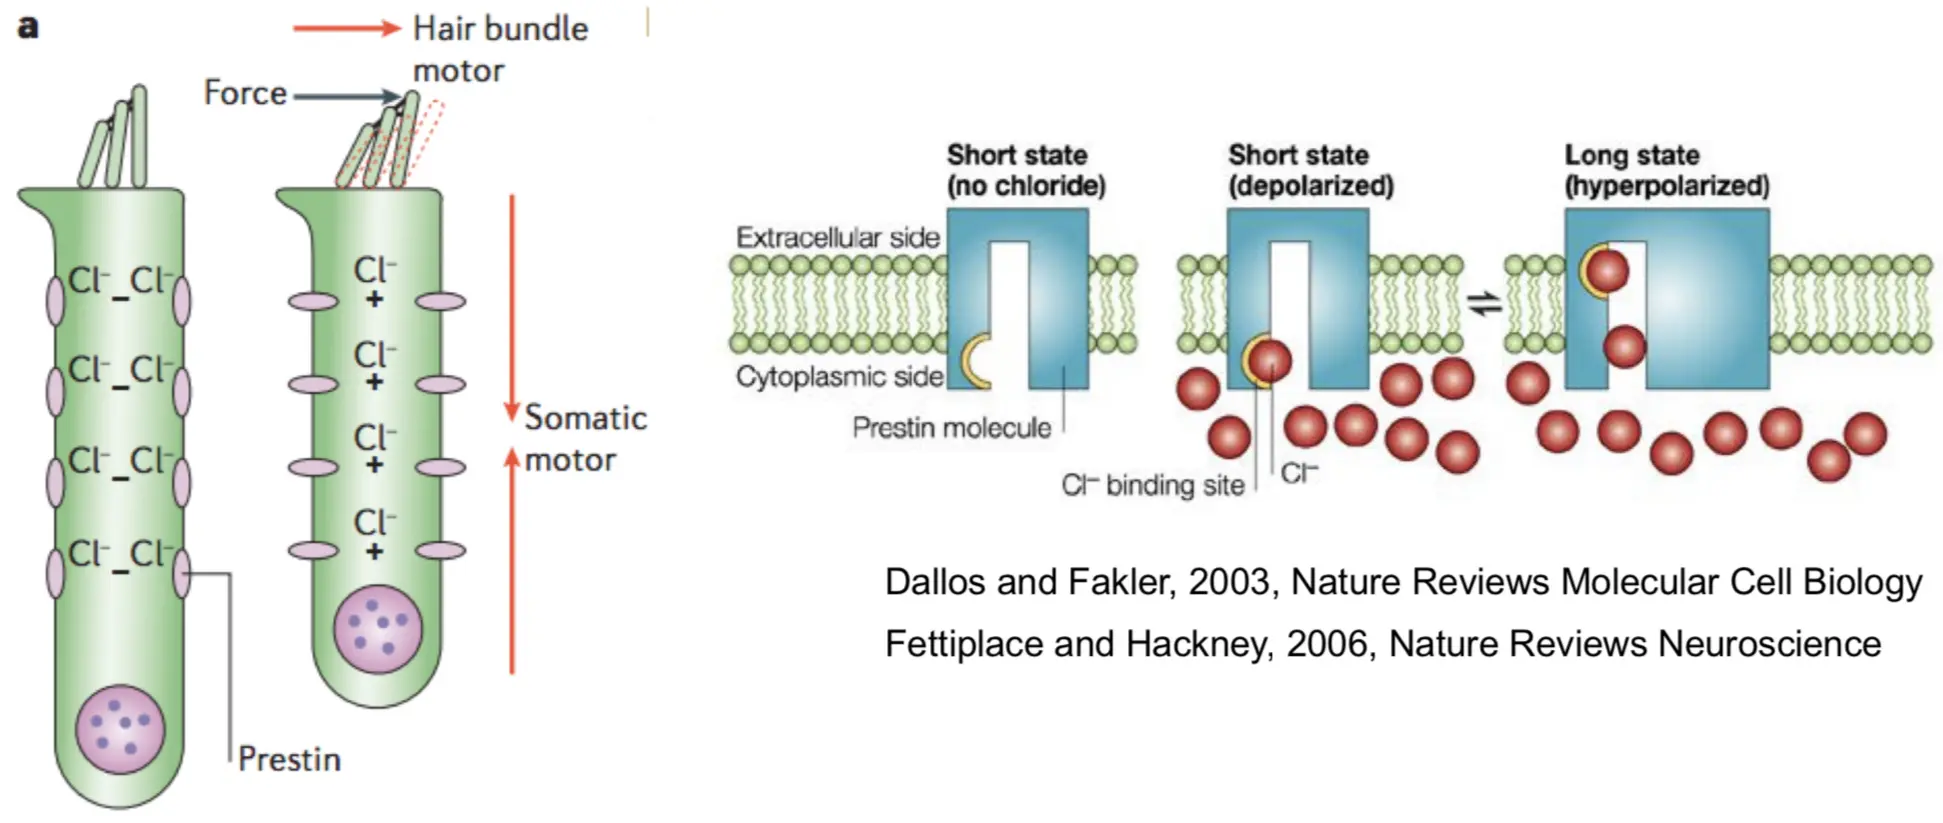 a
Hair bundle
motor
Force
Cl⁻ Cl⁻
–
Cl⁻ Cl⁻
–
Cl⁻ Cl⁻
–
Cl⁻ Cl⁻
–
Cl⁻
+
Cl⁻
+
Cl⁻
+
Cl⁻
+
Somatic
motor
Prestin
Short state
(no chloride)
Short state
(depolarized)
Long state
(hyperpolarized)
Extracellular side
Cytoplasmic side
Prestin molecule
Cl⁻ binding site
Cl⁻
Dallos and Fakler, 2003, Nature Reviews Molecular Cell Biology
Fettiplace and Hackney, 2006, Nature Reviews Neuroscience